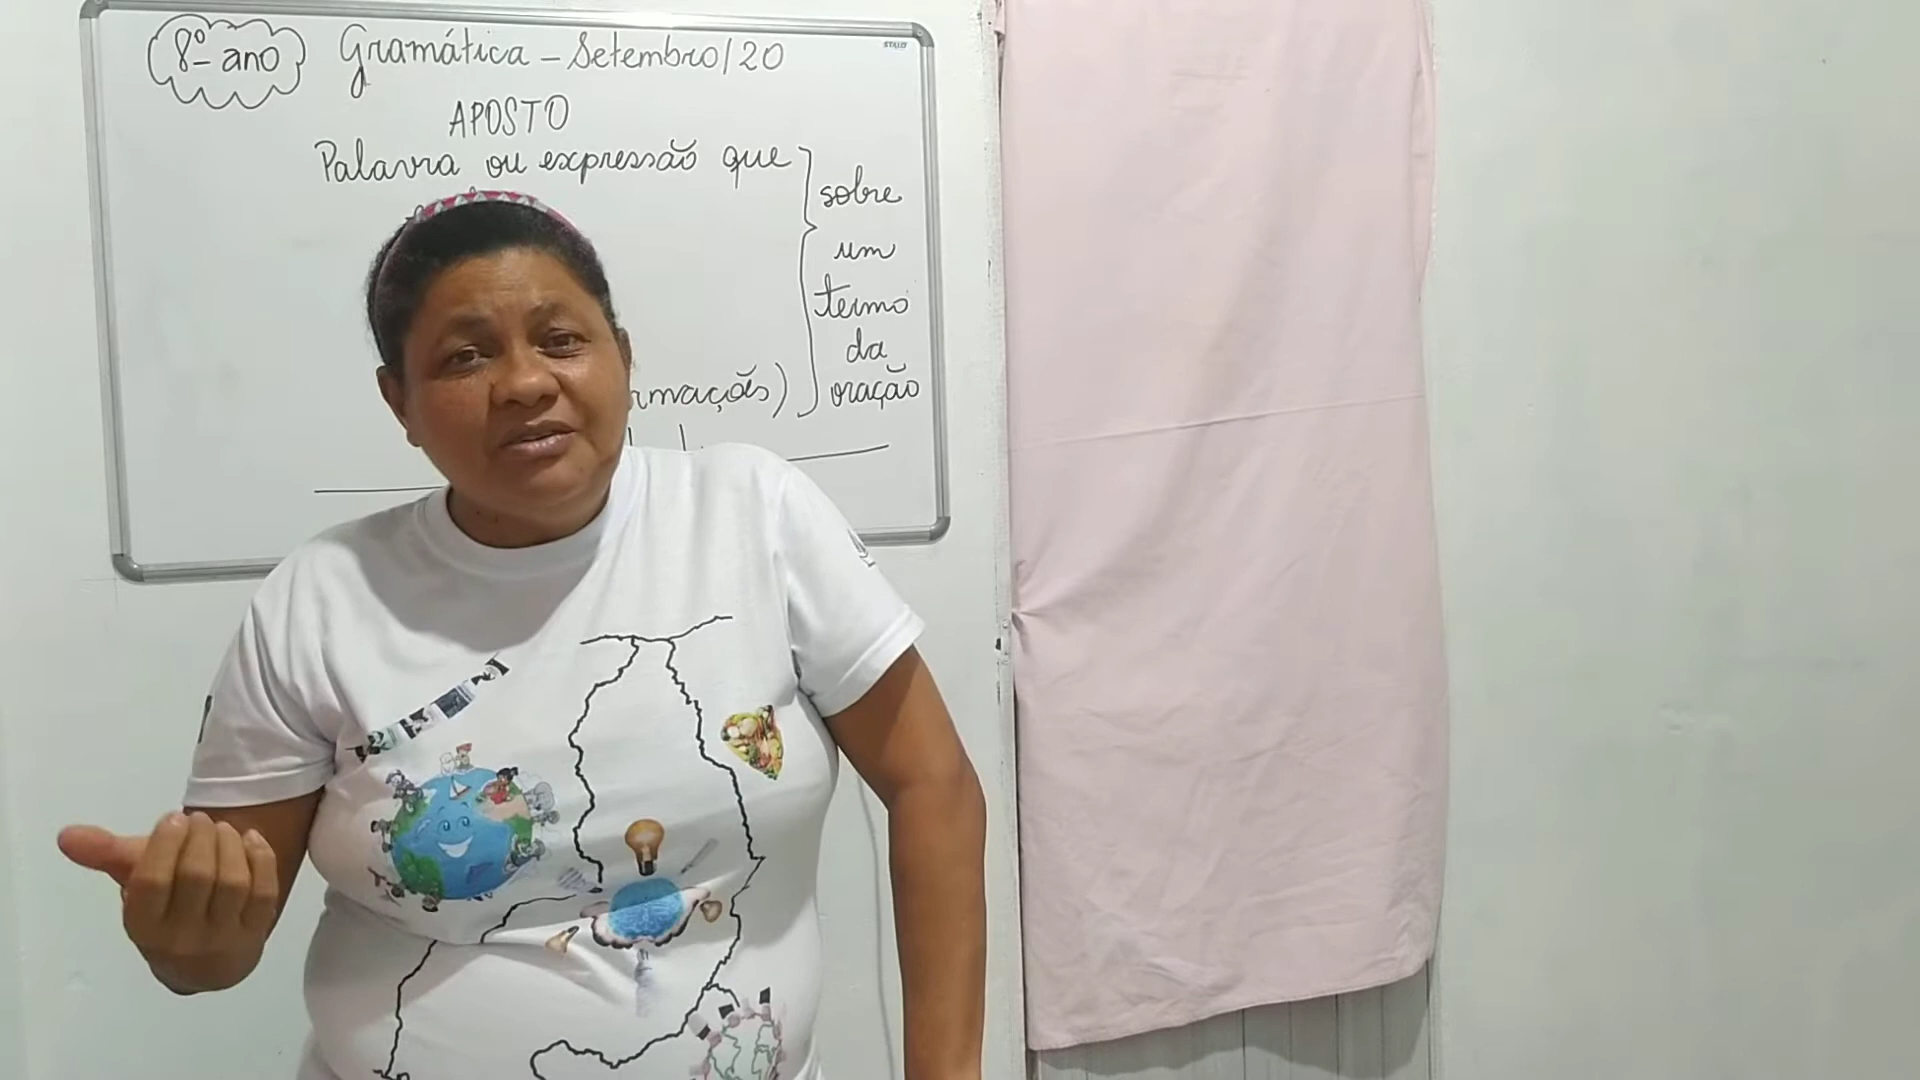 8º ano Gramática - Setembro/20
STALO
APOSTO
Palavra ou expressão que
sobre
um
termo
da
oração